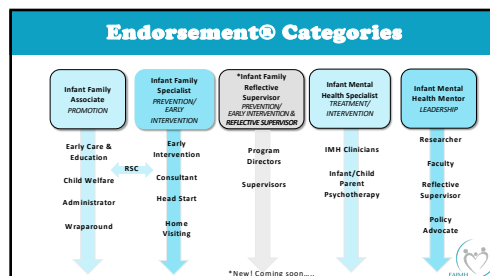 Endorsement® Categories
Infant Family
Associate
PROMOTION
Early Care &
Education
Child Welfare
Administrator
Wraparound
RSC
Infant Family
Specialist
PREVENTION/
EARLY
INTERVENTION
Early
Intervention
Consultant
Head Start
Home
Visiting
*Infant Family
Reflective
Supervisor
PREVENTION/
EARLY INTERVENTION &
REFLECTIVE SUPERVISOR
Program
Directors
Supervisors
*New! Coming soon.....
Infant Mental
Health Specialist
TREATMENT/
INTERVENTION
IMH Clinicians
Infant/Child
Parent
Psychotherapy
Infant Mental
Health Mentor
LEADERSHIP
Researcher
Faculty
Reflective
Supervisor
Policy
Advocate